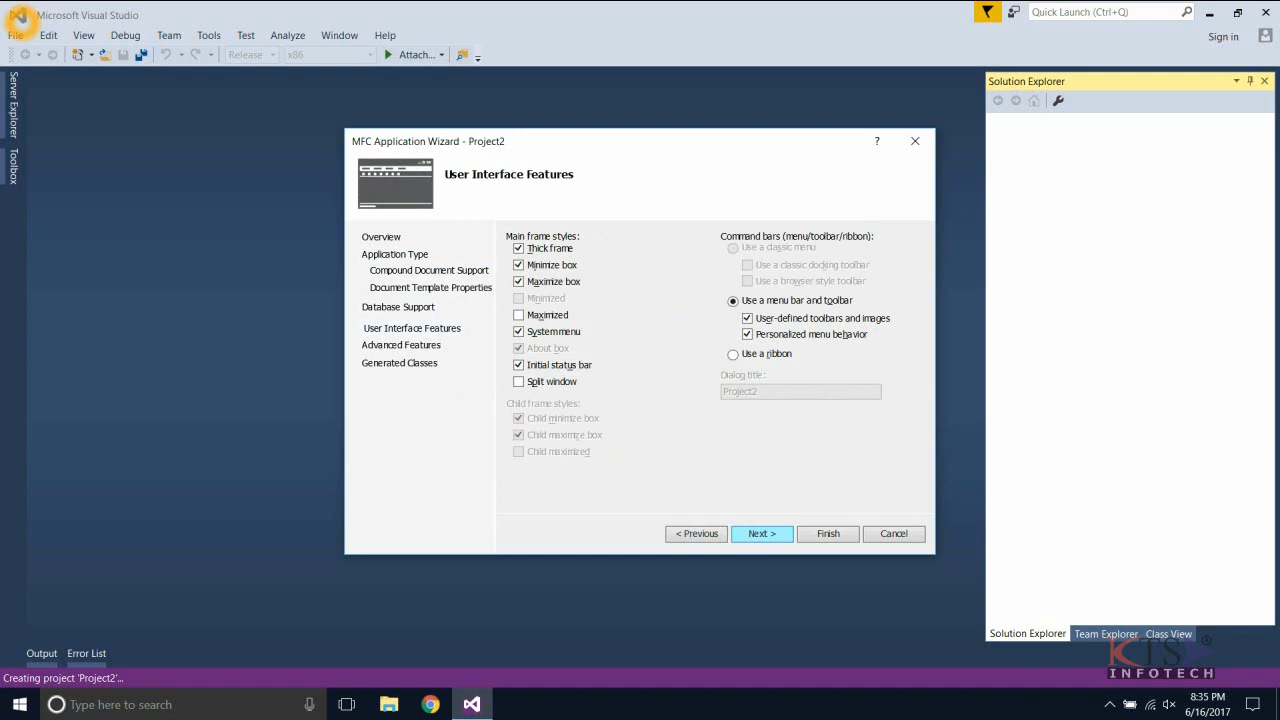 Microsoft Visual Studio
Quick Launch (Ctrl+Q)
File Edit View Debug Team Tools Test Analyze Window Help
Sign in
Release x86 Attach...
Server Explorer
Toolbox
Solution Explorer
MFC Application Wizard - Project2
?
User Interface Features
Overview
Application Type
Compound Document Support
Document Template Properties
Database Support
User Interface Features
Advanced Features
Generated Classes
Main frame styles:
Thick frame
Minimize box
Maximize box
Minimized
Maximized
System menu
About box
Initial status bar
Split window
Child frame styles:
Child minimize box
Child maximize box
Child maximized
Command bars (menu/toolbar/ribbon):
Use a classic menu
Use a classic docking toolbar
Use a browser style toolbar
Use a menu bar and toolbar
User-defined toolbars and images
Personalized menu behavior
Use a ribbon
Dialog title:
Project2
< Previous Next > Finish Cancel
Solution Explorer Team Explorer Class View
Output Error List
KTS
INFOTECH
Creating project 'Project2'...
Type here to search
8:35 PM
6/16/2017